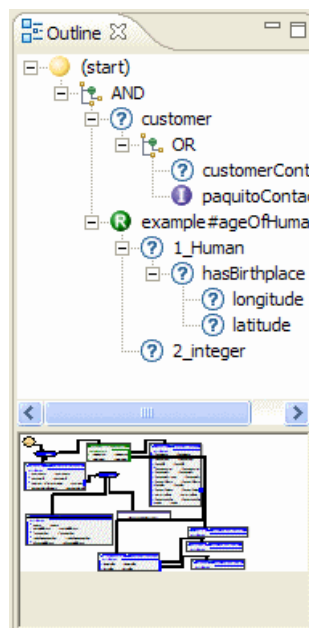 Outline
(start)
AND
customer
OR
customerCont
I paquitoContac
R example#ageOfHuma
1_Human
hasBirthplace
longitude
latitude
2_integer